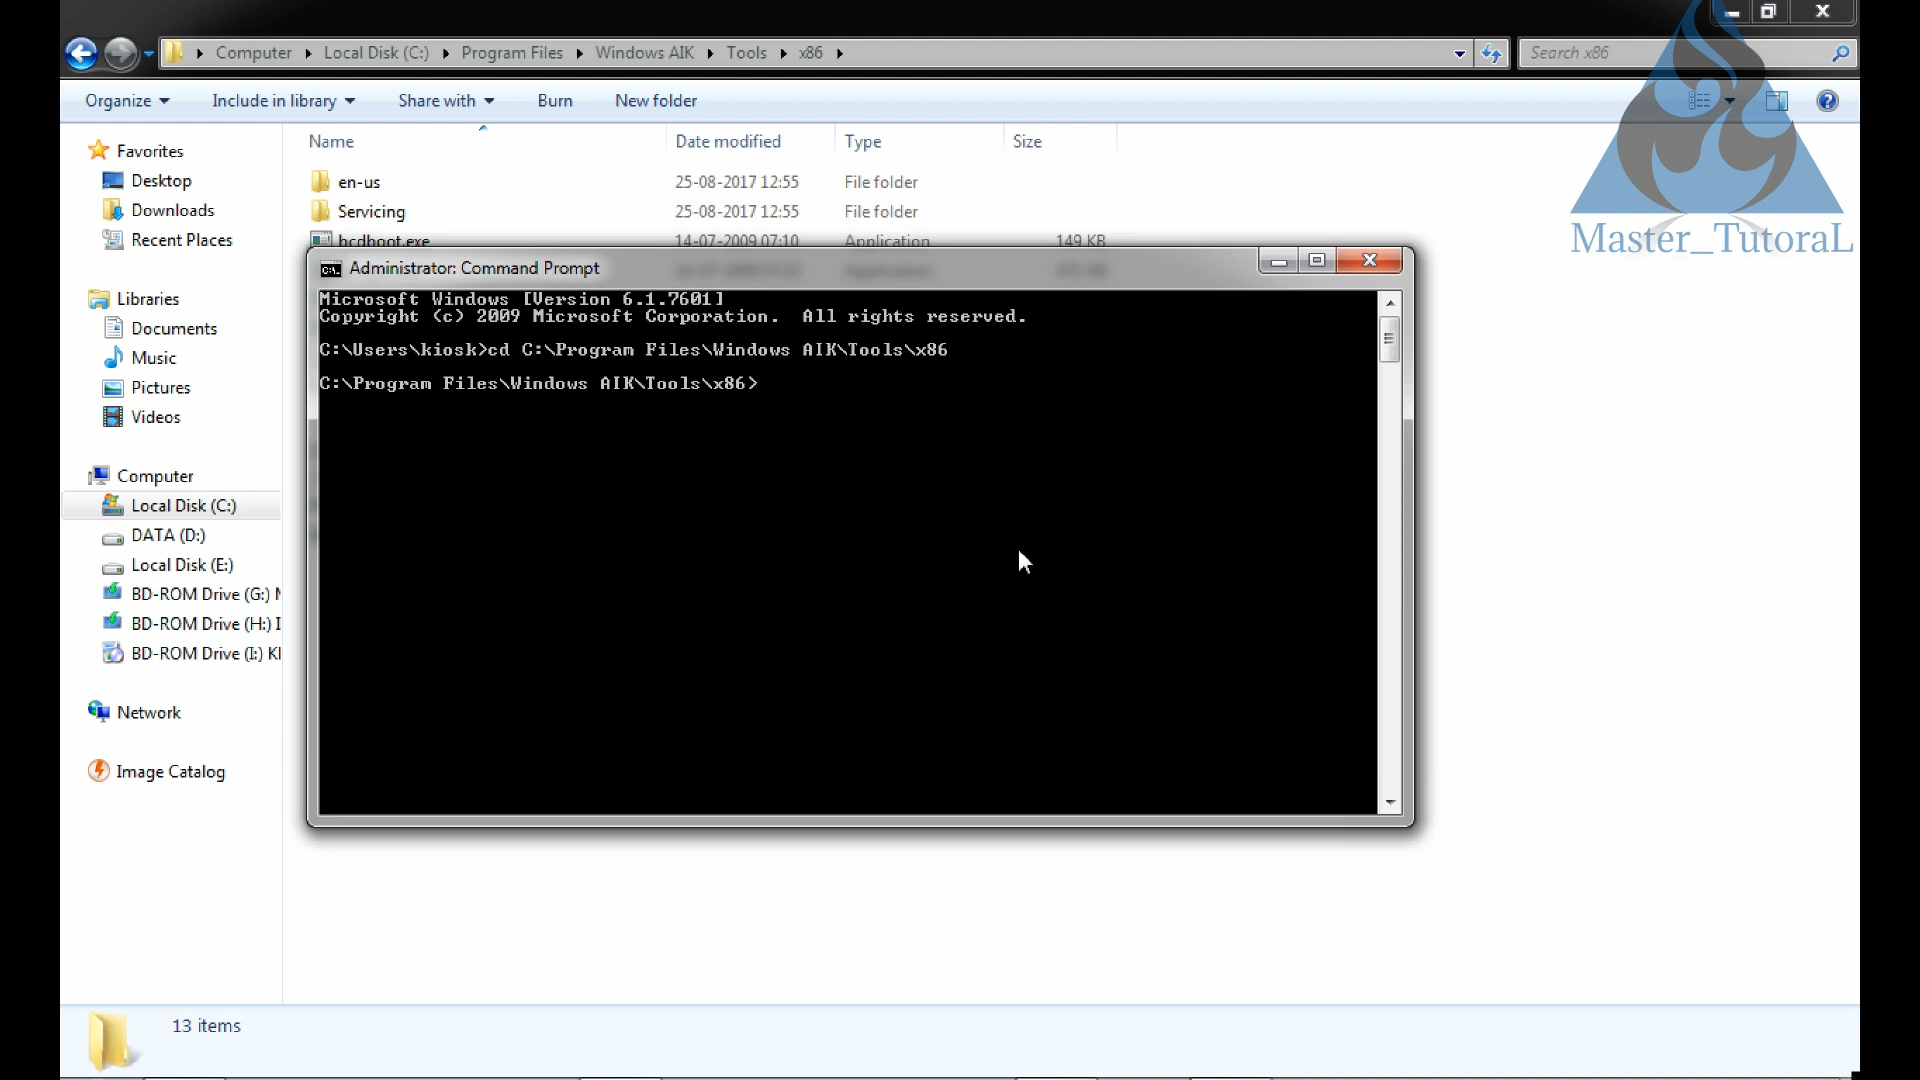 Computer Local Disk (C:) Program Files Windows AIK Tools x86
Search x86
Organize Include in library Share with Burn New folder
Master_TutoraL
Favorites
Desktop
Downloads
Recent Places
Libraries
Documents
Music
Pictures
Videos
Computer
Local Disk (C:)
DATA (D:)
Local Disk (E:)
BD-ROM Drive (G:)
BD-ROM Drive (H:)
BD-ROM Drive (I:)
Network
Image Catalog
Name Date modified Type Size
en-us 25-08-2017 12:55 File folder
Servicing 25-08-2017 12:55 File folder
bcdboot.exe 14-07-2009 07:10 Application 149 KB
Administrator: Command Prompt
Microsoft Windows [Version 6.1.7601]
Copyright (c) 2009 Microsoft Corporation. All rights reserved.
C:\Users\kiosk>cd C:\Program Files\Windows AIK\Tools\x86
C:\Program Files\Windows AIK\Tools\x86>
13 items